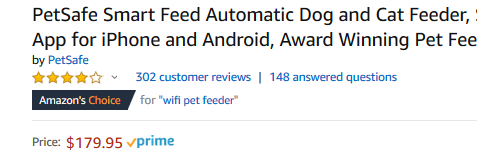 PetSafe Smart Feed Automatic Dog and Cat Feeder,
App for iPhone and Android, Award Winning Pet Fee
by PetSafe
302 customer reviews | 148 answered questions
Amazon's Choice for "wifi pet feeder"
Price: $179.95 prime